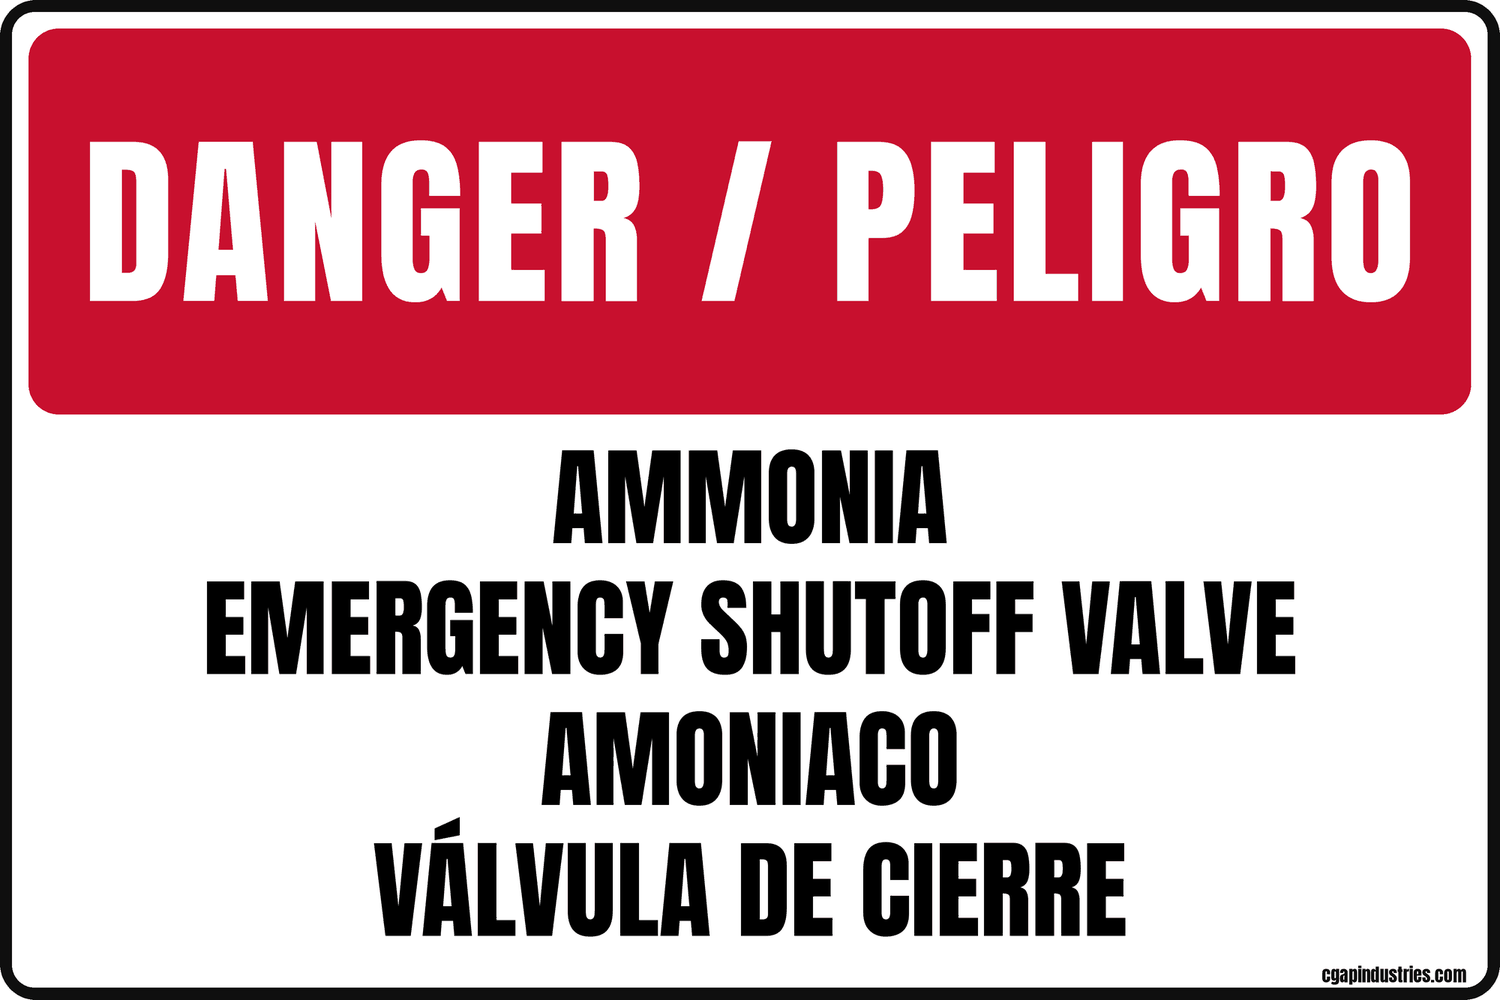 DANGER / PELIGRO
AMMONIA
EMERGENCY SHUTOFF VALVE
AMONIACO
VÁLVULA DE CIERRE
cgapindustries.com